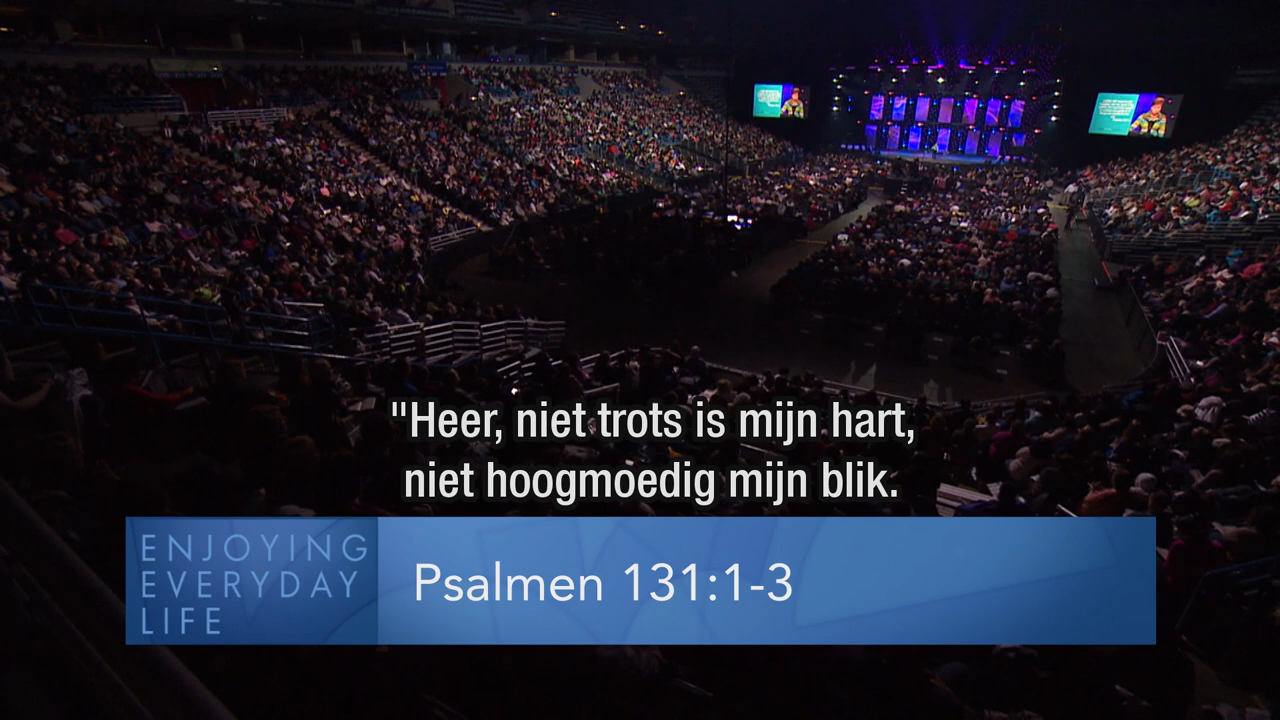 "Heer, niet trots is mijn hart,
niet hoogmoedig mijn blik.
ENJOYING
EVERYDAY
LIFE
Psalmen 131:1-3